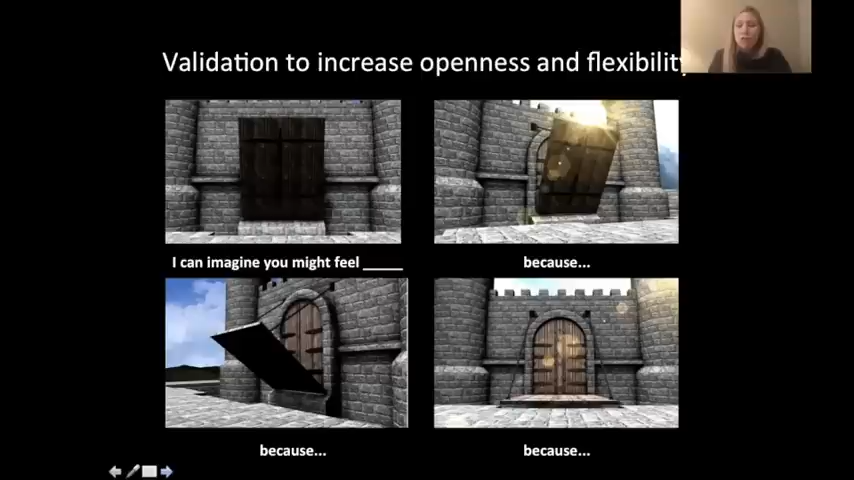 Validation to increase openness and flexibility
I can imagine you might feel _____
because...
because...
because...